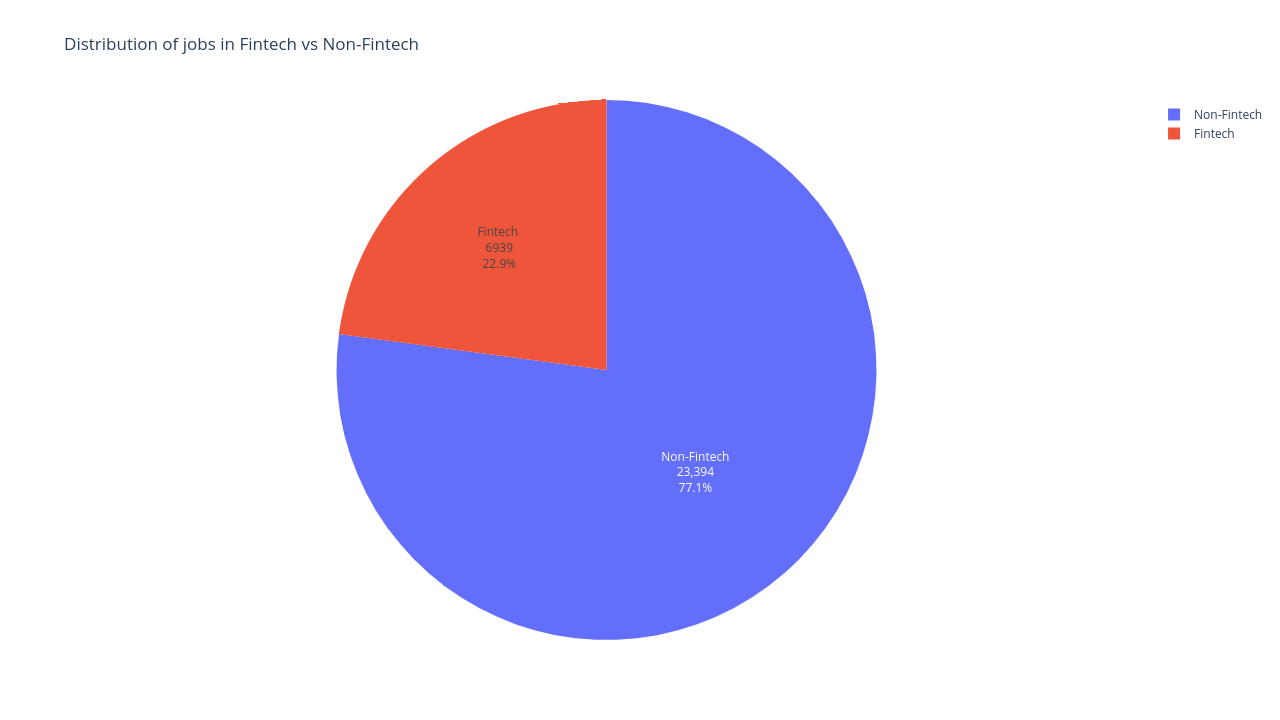 Distribution of jobs in Fintech vs Non-Fintech
Non-Fintech
Fintech
Fintech
6939
22.9%
Non-Fintech
23,394
77.1%